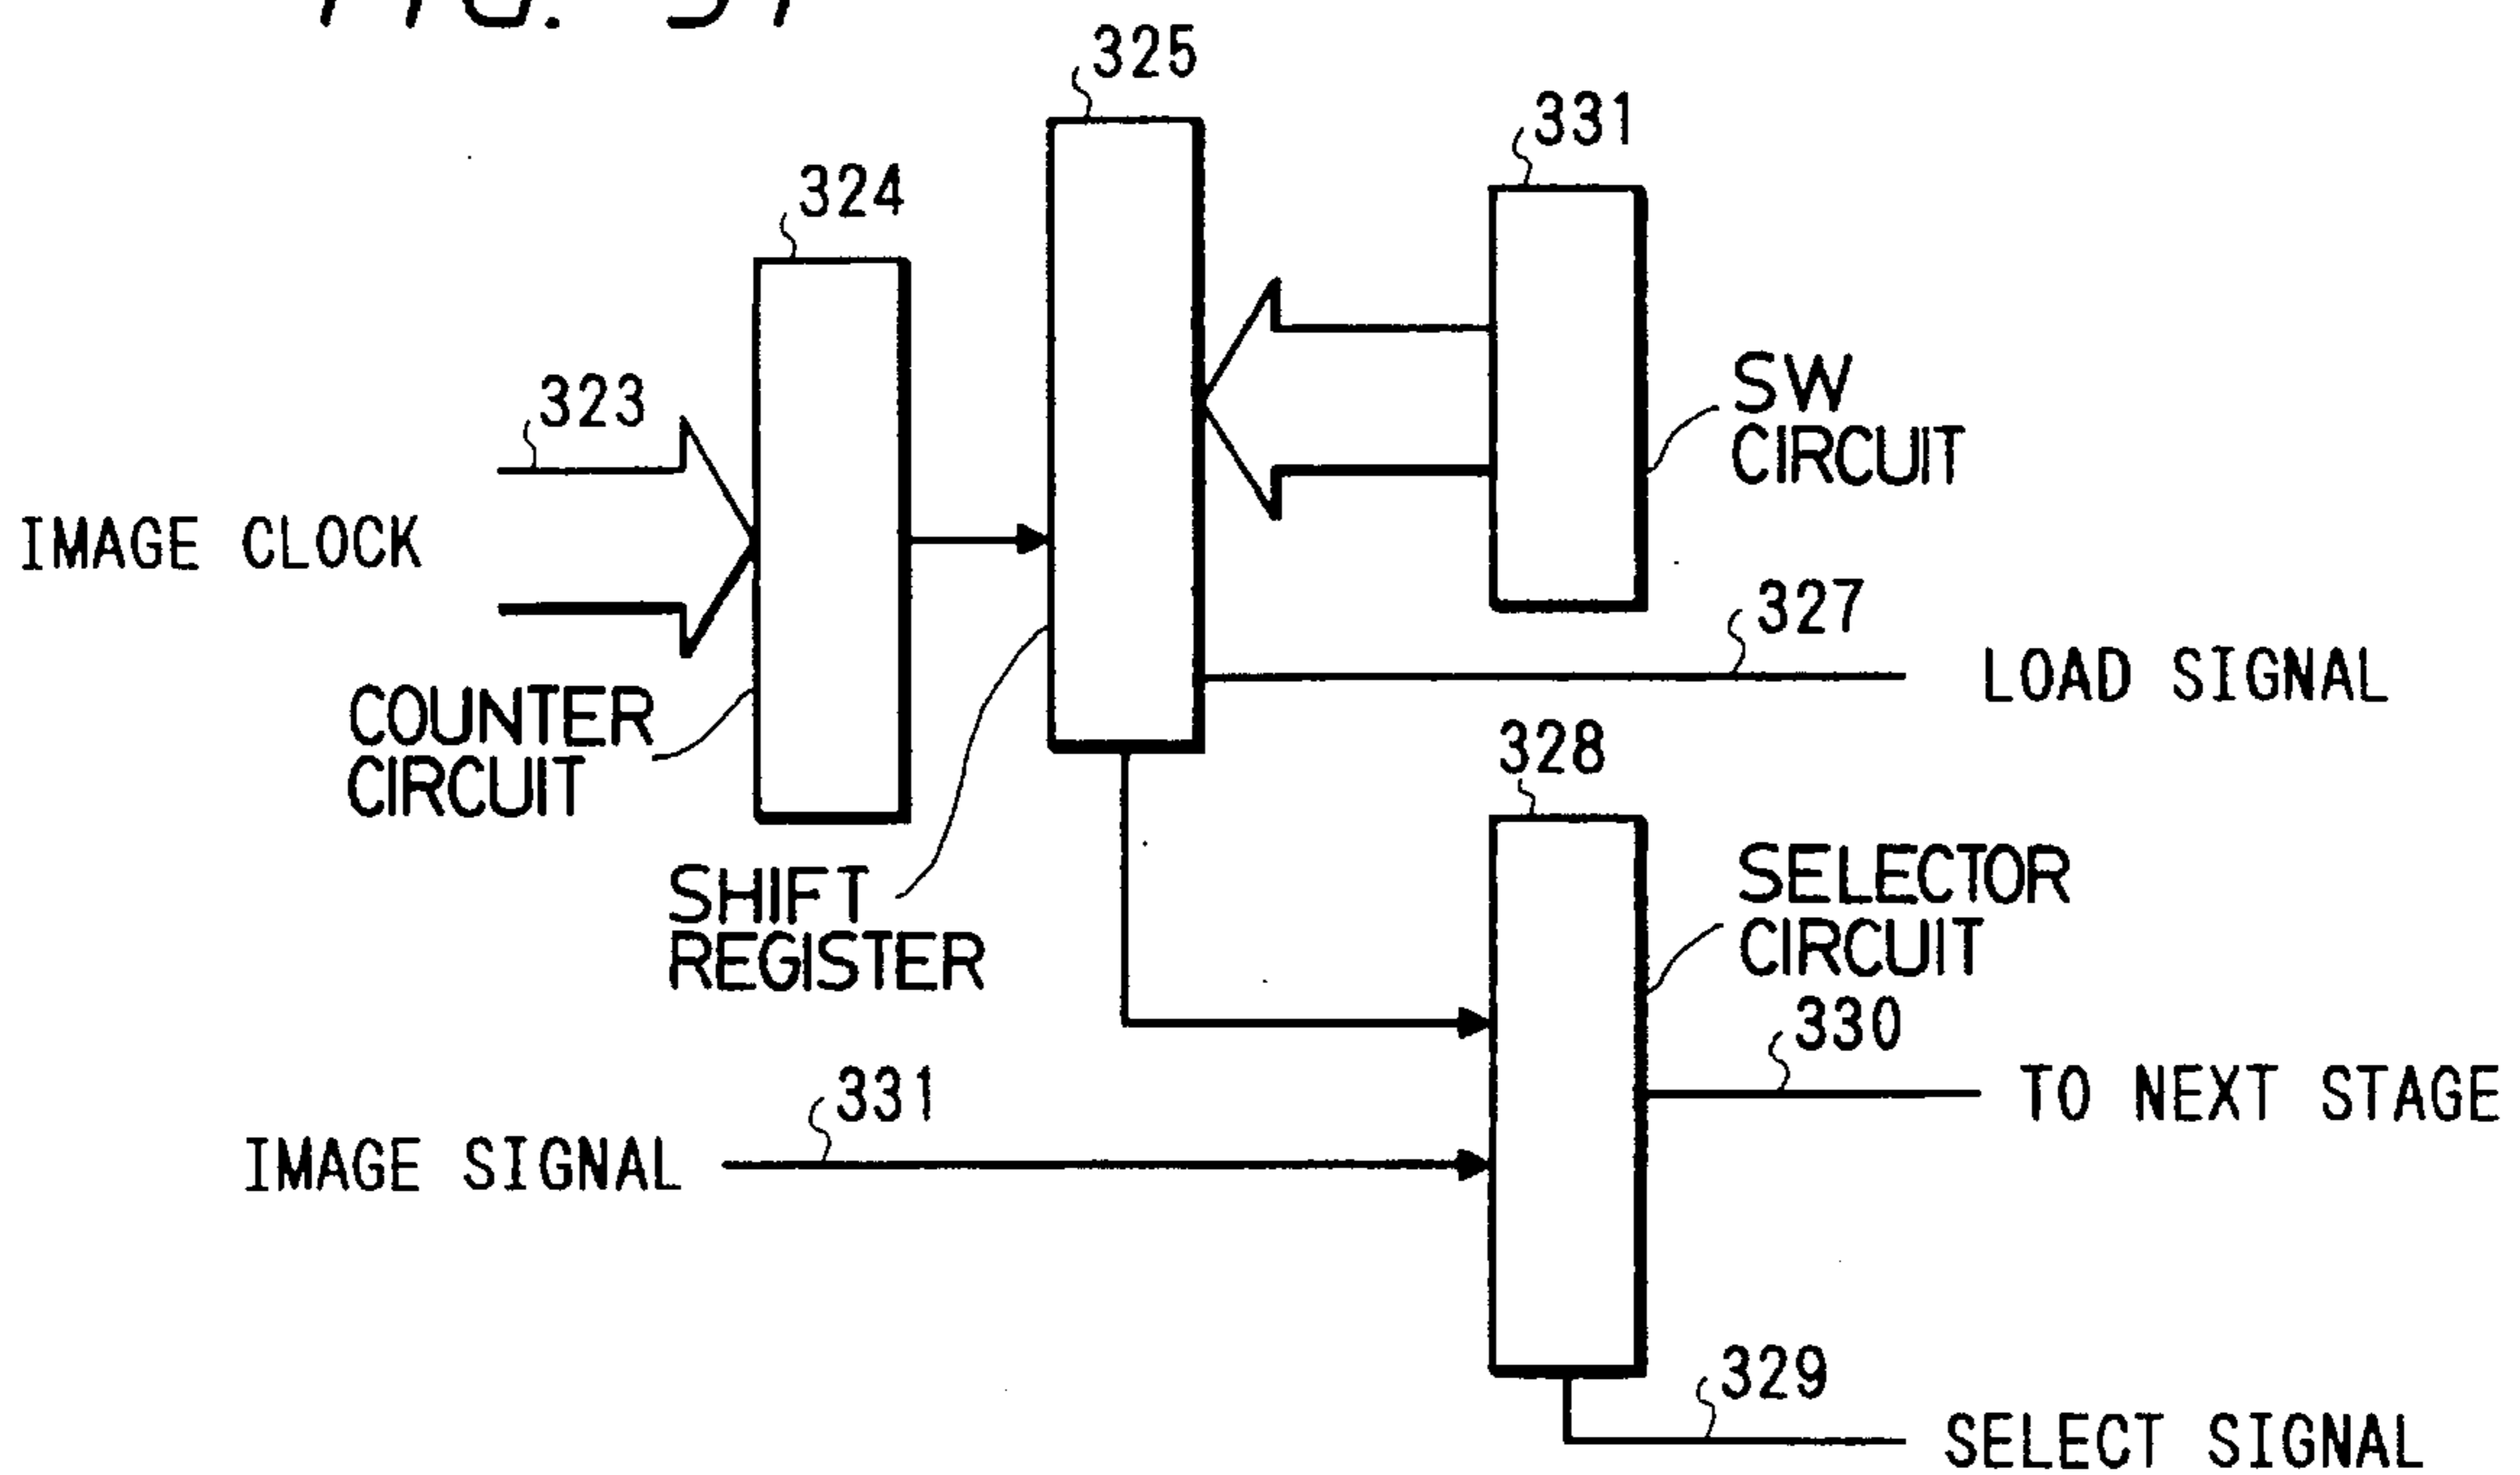 325
331
324
323
SW
CIRCUIT
IMAGE CLOCK
327
LOAD SIGNAL
COUNTER
CIRCUIT
328
SHIFT
REGISTER
SELECTOR
CIRCUIT
330
331
TO NEXT STAGE
IMAGE SIGNAL
329
SELECT SIGNAL